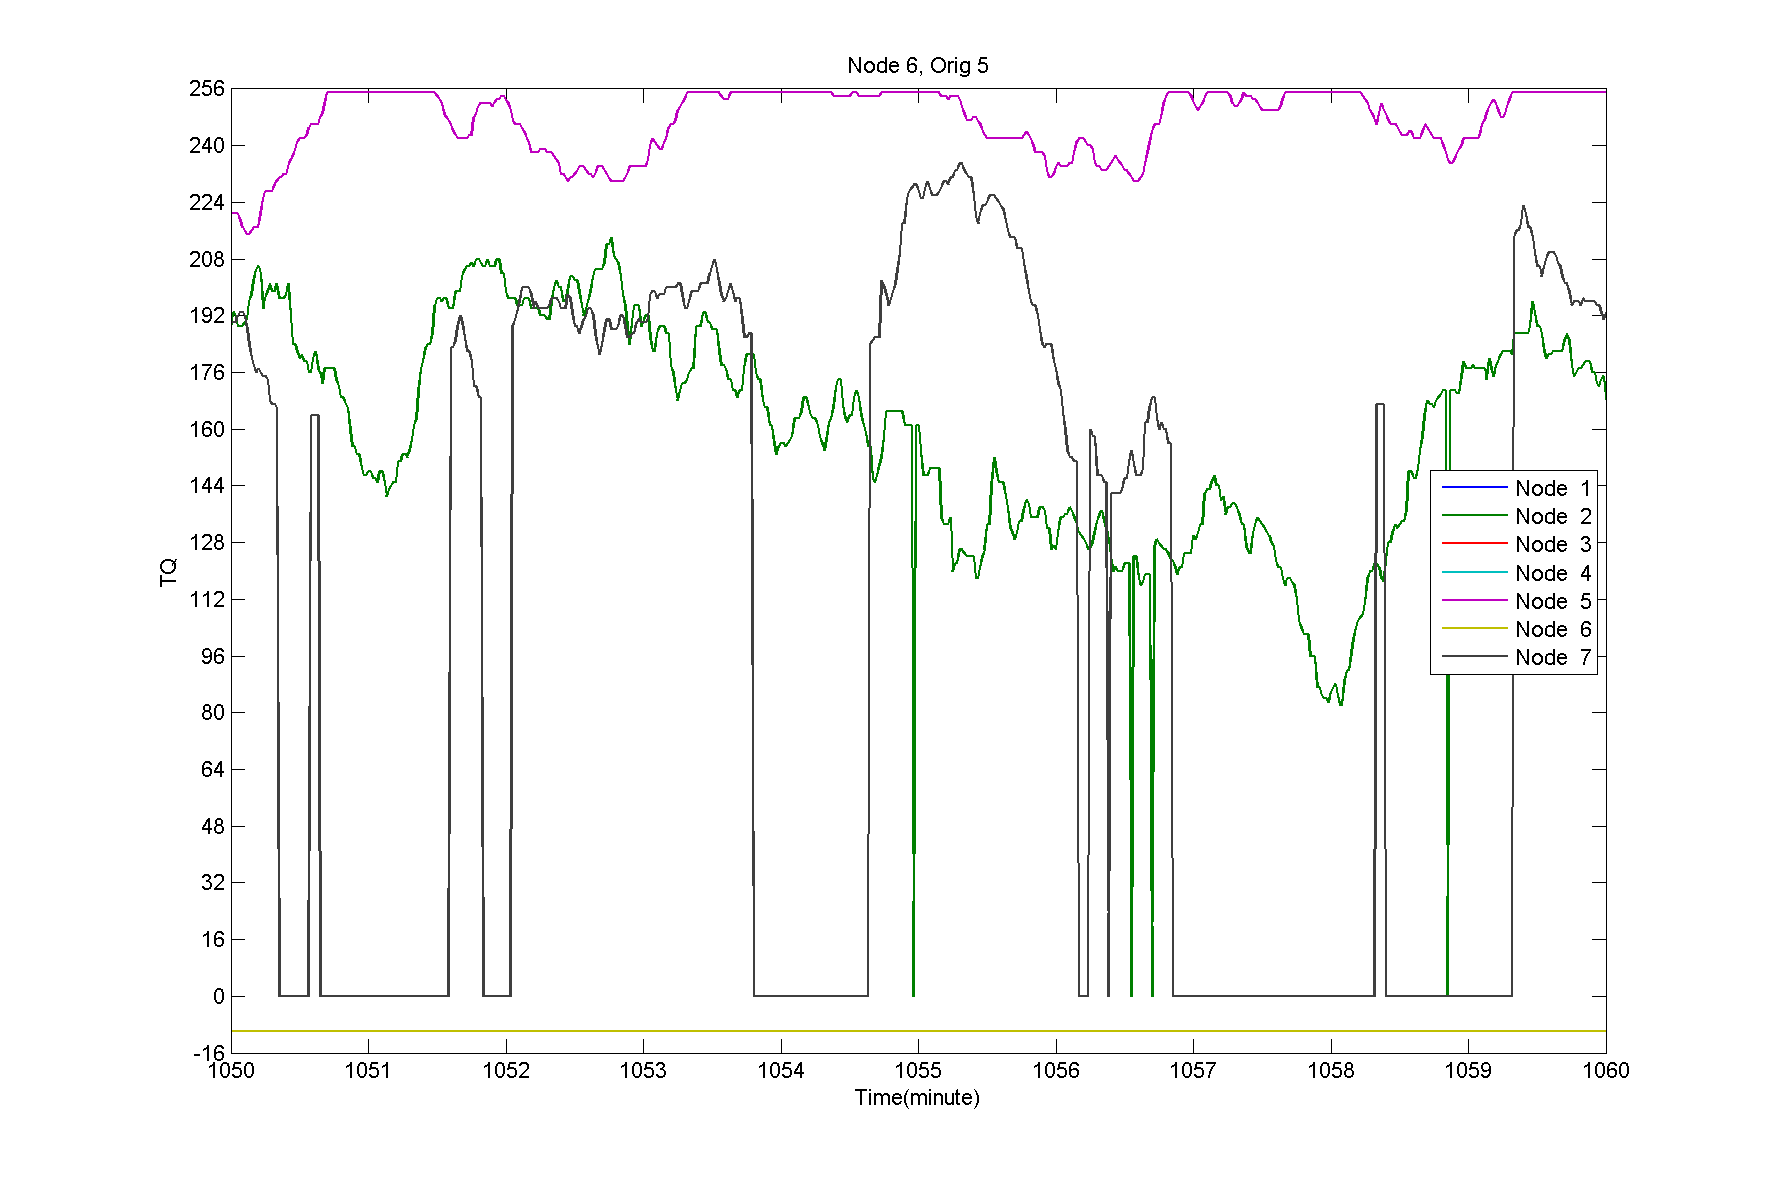 Node 6, Orig 5
256
240
224
208
192
176
160
144
128
112
96
80
64
48
32
16
0
-16
TQ
Node 1
Node 2
Node 3
Node 4
Node 5
Node 6
Node 7
1050 1051 1052 1053 1054 1055 1056 1057 1058 1059 1060
Time(minute)